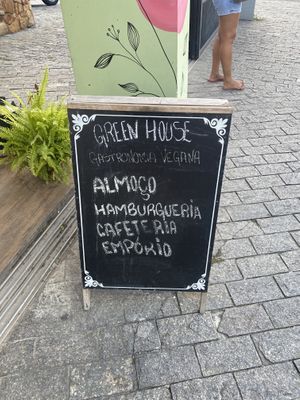 GREEN HOUSE
GASTRONOMIA VEGANA
ALMOÇO
HAMBURGUERIA
CAFETERIA
EMPÓRIO